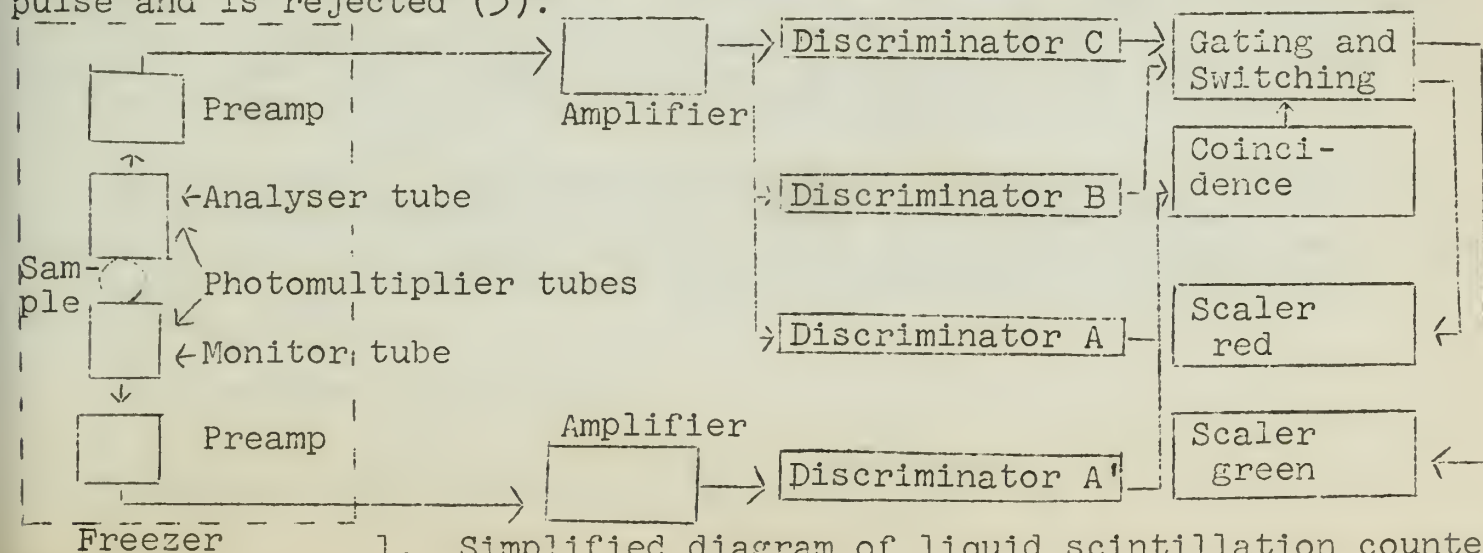 pulse and is rejected (5).
Discriminator C
Gating and
Switching
Preamp
Amplifier
Coinci-
dence
Analyser tube
Discriminator B
Sam-
ple
Photomultiplier tubes
Scaler
red
Discriminator A
Monitor tube
Preamp
Amplifier
Scaler
green
Discriminator A'
Freezer
1. Simplified diagram of liquid scintillation counte